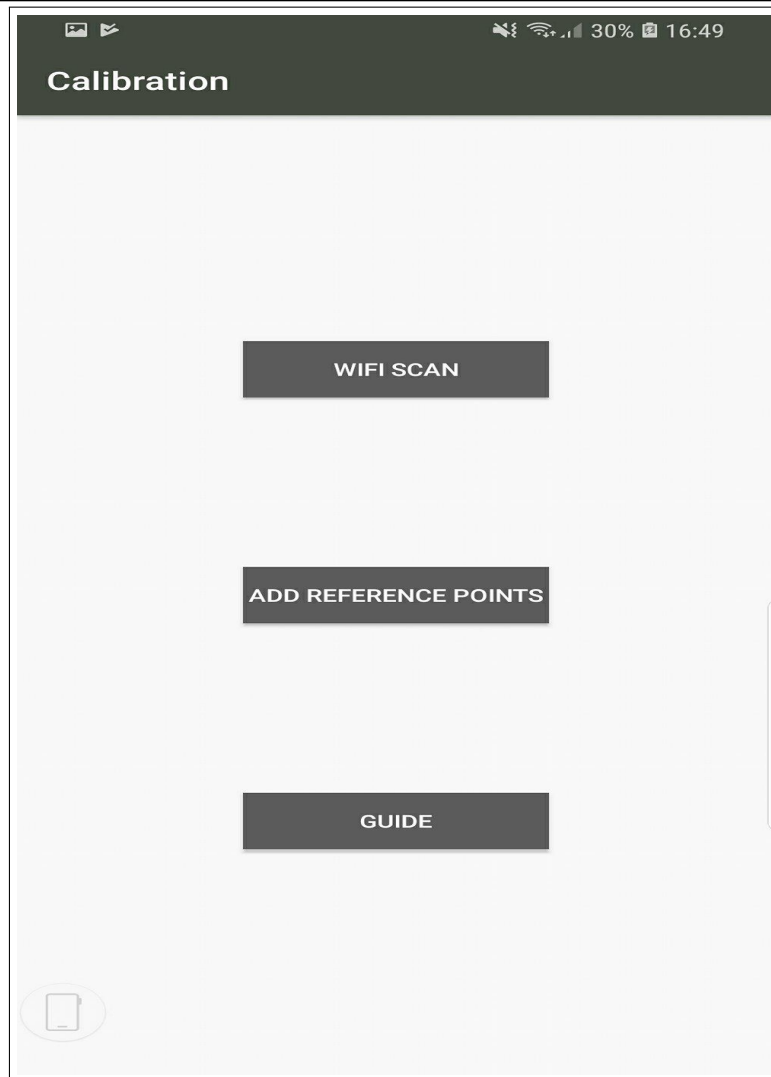 30% 16:49
Calibration
WIFI SCAN
ADD REFERENCE POINTS
GUIDE